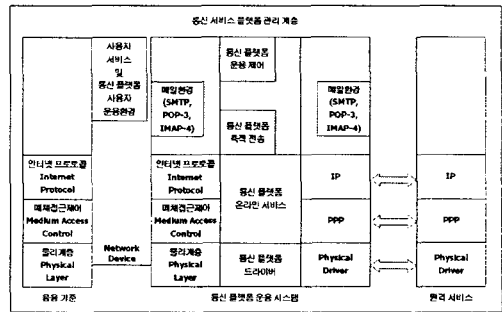 통신 서비스 플랫폼 관리 계층
사용자
서비스
및
통신 플랫폼
사용자
운용환경
메일환경
(SMTP,
POP-3,
IMAP-4)
통신 플랫폼
운용 제어
통신 플랫폼
축적 전송
메일환경
(SMTP,
POP-3,
IMAP-4)
인터넷 프로토콜
Internet
Protocol
인터넷 프로토콜
Internet
Protocol
통신 플랫폼
온라인 서비스
IP
IP
매체접근제어
Medium Access
Control
매체접근제어
Medium Access
Control
PPP
PPP
물리계층
Physical
Layer
Network
Device
물리계층
Physical
Layer
통신 플랫폼
드라이버
Physical
Driver
Physical
Driver
응용 기준
통신 플랫폼 운용 시스템
원격 서비스